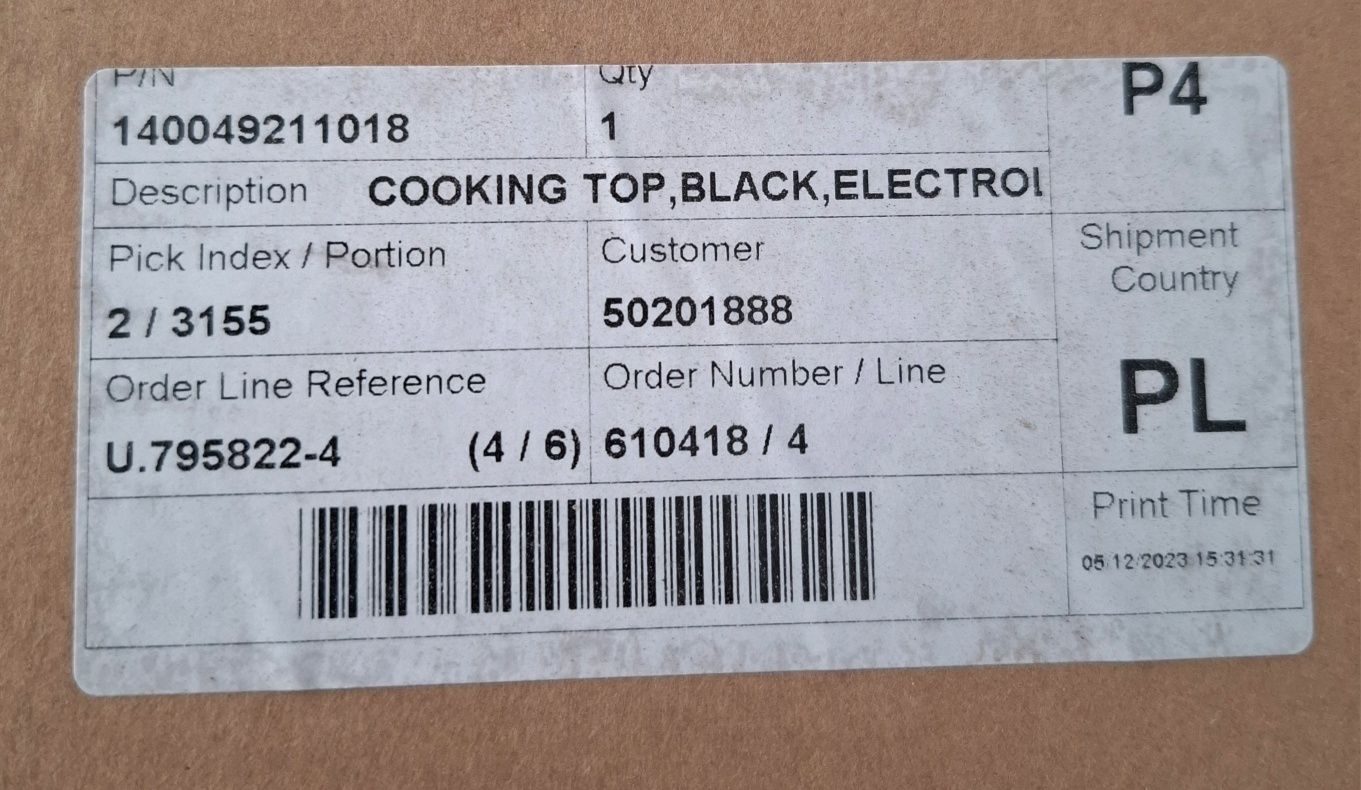 P/N Qty P4
140049211018 1
Description COOKING TOP,BLACK,ELECTROL
Pick Index / Portion Customer Shipment
Country
2 / 3155 50201888
Order Line Reference Order Number / Line PL
U.795822-4 (4 / 6) 610418 / 4
Print Time
05/12/2023 15:31:31